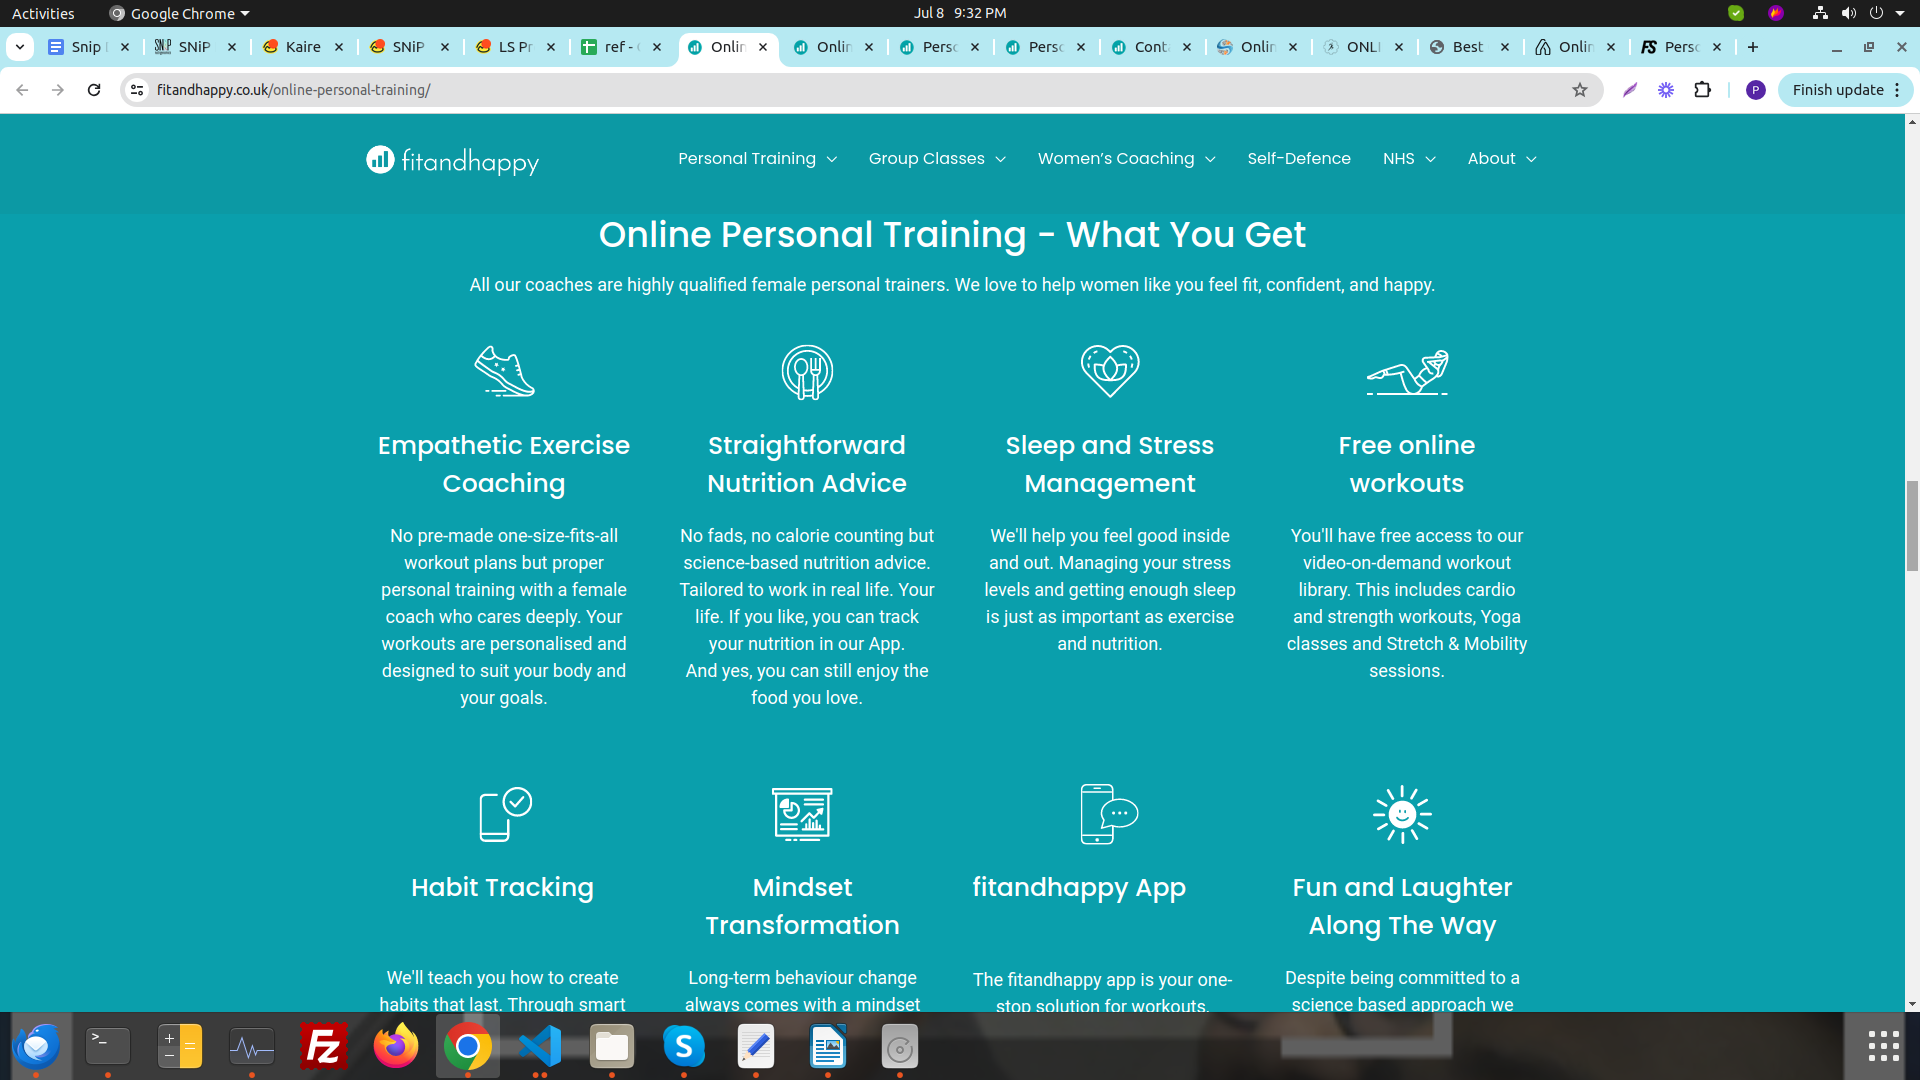 Activities
Google Chrome
Jul 8 9:32 PM
Snip
SNiP
Kaire
SNiP
LS Pr
ref -
Onlin
Onlin
Perso
Perso
Cont
Onlin
ONLI
Best
Onlin
Perso
fitandhappy.co.uk/online-personal-training/
P
Finish update
fitandhappy
Personal Training
Group Classes
Women's Coaching
Self-Defence
NHS
About
Online Personal Training - What You Get
All our coaches are highly qualified female personal trainers. We love to help women like you feel fit, confident, and happy.
Empathetic Exercise
Coaching
No pre-made one-size-fits-all
workout plans but proper
personal training with a female
coach who cares deeply. Your
workouts are personalised and
designed to suit your body and
your goals.
Straightforward
Nutrition Advice
No fads, no calorie counting but
science-based nutrition advice.
Tailored to work in real life. Your
life. If you like, you can track
your nutrition in our App.
And yes, you can still enjoy the
food you love.
Sleep and Stress
Management
We'll help you feel good inside
and out. Managing your stress
levels and getting enough sleep
is just as important as exercise
and nutrition.
Free online
workouts
You'll have free access to our
video-on-demand workout
library. This includes cardio
and strength workouts, Yoga
classes and Stretch & Mobility
sessions.
Habit Tracking
We'll teach you how to create
habits that last. Through smart
Mindset
Transformation
Long-term behaviour change
always comes with a mindset
fitandhappy App
The fitandhappy app is your one-
stop solution for workouts,
Fun and Laughter
Along The Way
Despite being committed to a
science based approach we